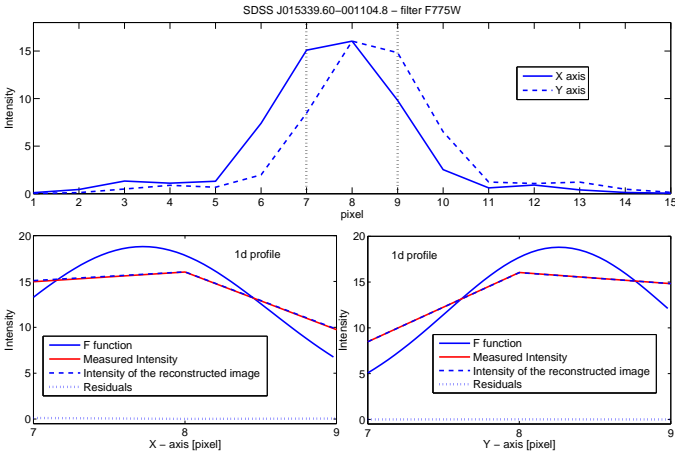 SDSS J015339.60−001104.8 − filter F775W
Intensity
15
10
5
0
X axis
Y axis
1 2 3 4 5 6 7 8 9 10 11 12 13 14 15
pixel
Intensity
20
15
10
5
0
1d profile
F function
Measured Intensity
Intensity of the reconstructed image
Residuals
7 8 9
X − axis [pixel]
Intensity
20
15
10
5
0
1d profile
F function
Measured Intensity
Intensity of the reconstructed image
Residuals
7 8 9
Y − axis [pixel]